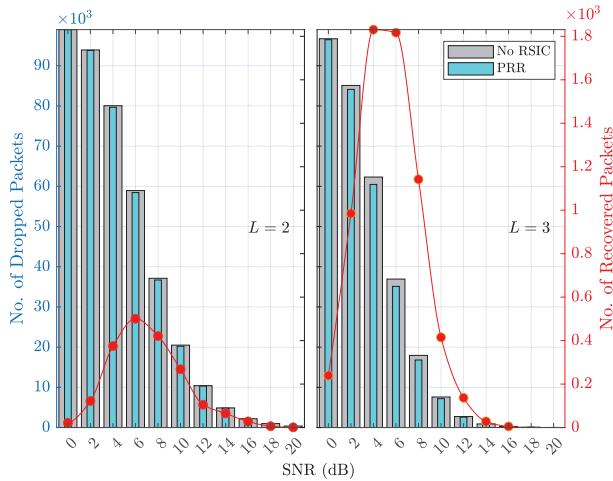 ×10³
×10³
No RSIC
PRR
No. of Dropped Packets
90
80
70
60
50
40
30
20
10
0
L = 2
L = 3
1.8
1.6
1.4
1.2
1
0.8
0.6
0.4
0.2
0
No. of Recovered Packets
0 2 4 6 8 10 12 14 16 18 20
0 2 4 6 8 10 12 14 16 18 20
SNR (dB)